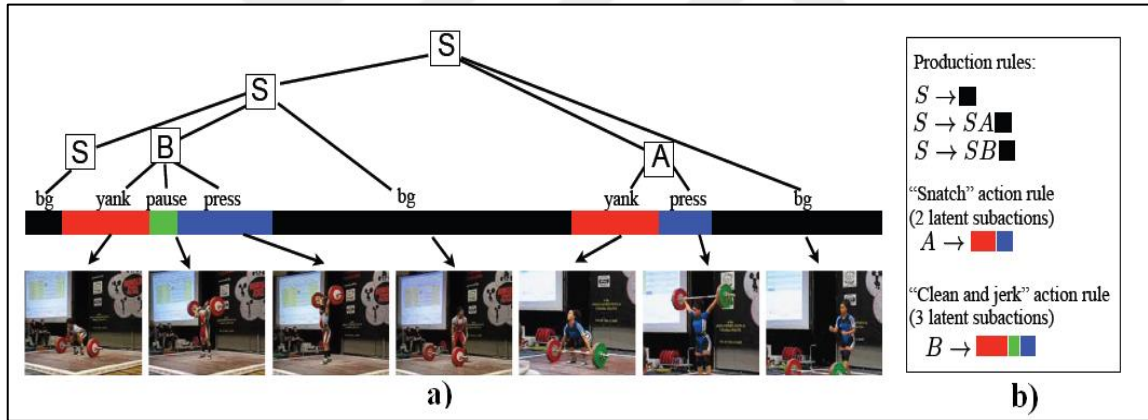 S
S
S
B
A
bg
yank
pause
press
bg
yank
press
bg
a)
Production rules:
S → ■
S → SA■
S → SB■
“Snatch” action rule
(2 latent subactions)
A →
“Clean and jerk” action rule
(3 latent subactions)
B →
b)